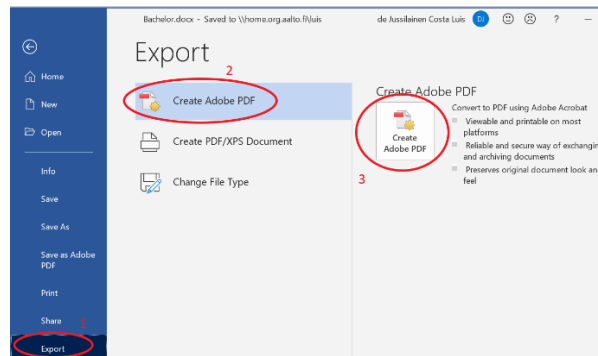 Bachelor.docx - Saved to \\home.org.aalto.fi\luis
de Jussilainen Costa Luis
DJ
?
Export
Home
New
Open
Info
Save
Save As
Save as Adobe
PDF
Print
Share
1
Export
2
Create Adobe PDF
Create PDF/XPS Document
Change File Type
Create Adobe PDF
Create
Adobe PDF
3
Convert to PDF using Adobe Acrobat
Viewable and printable on most
platforms
Reliable and secure way of exchangin
and archiving documents
Preserves original document look an
feel